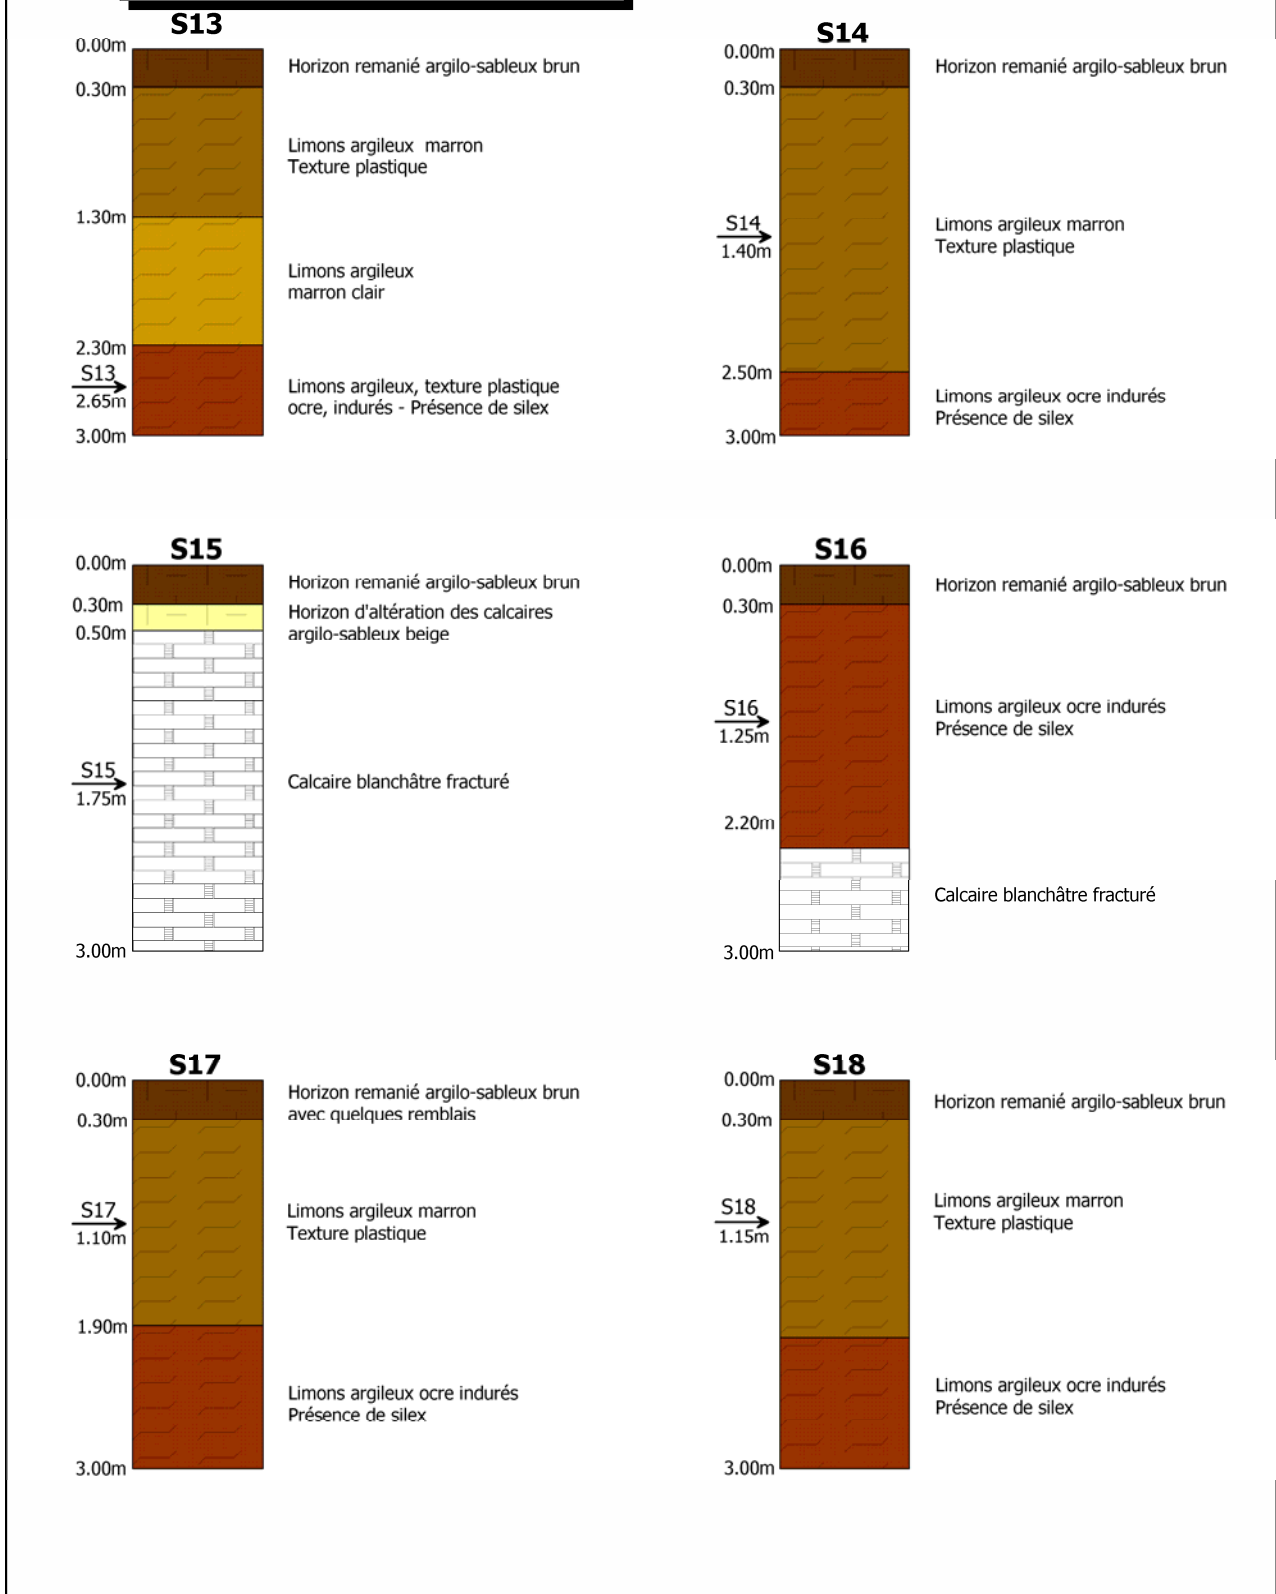 S13
0.00m
Horizon remanié argilo-sableux brun
0.30m
Limons argileux marron
Texture plastique
1.30m
Limons argileux
marron clair
2.30m
S13
2.65m
Limons argileux, texture plastique
ocre, indurés - Présence de silex
3.00m
S14
0.00m
Horizon remanié argilo-sableux brun
0.30m
S14
1.40m
Limons argileux marron
Texture plastique
2.50m
Limons argileux ocre indurés
Présence de silex
3.00m
S15
0.00m
Horizon remanié argilo-sableux brun
0.30m
Horizon d'altération des calcaires
argilo-sableux beige
0.50m
S15
1.75m
Calcaire blanchâtre fracturé
3.00m
S16
0.00m
Horizon remanié argilo-sableux brun
0.30m
S16
1.25m
Limons argileux ocre indurés
Présence de silex
2.20m
Calcaire blanchâtre fracturé
3.00m
S17
0.00m
Horizon remanié argilo-sableux brun
avec quelques remblais
0.30m
S17
1.10m
Limons argileux marron
Texture plastique
1.90m
Limons argileux ocre indurés
Présence de silex
3.00m
S18
0.00m
Horizon remanié argilo-sableux brun
0.30m
S18
1.15m
Limons argileux marron
Texture plastique
Limons argileux ocre indurés
Présence de silex
3.00m